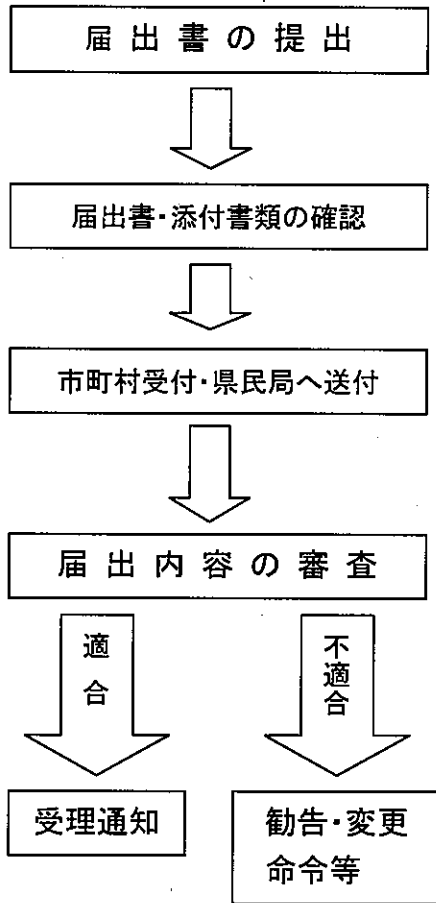 届出書の提出
届出書・添付書類の確認
市町村受付・県民局へ送付
届出内容の審査
適合
不適合
受理通知
勧告・変更
命令等